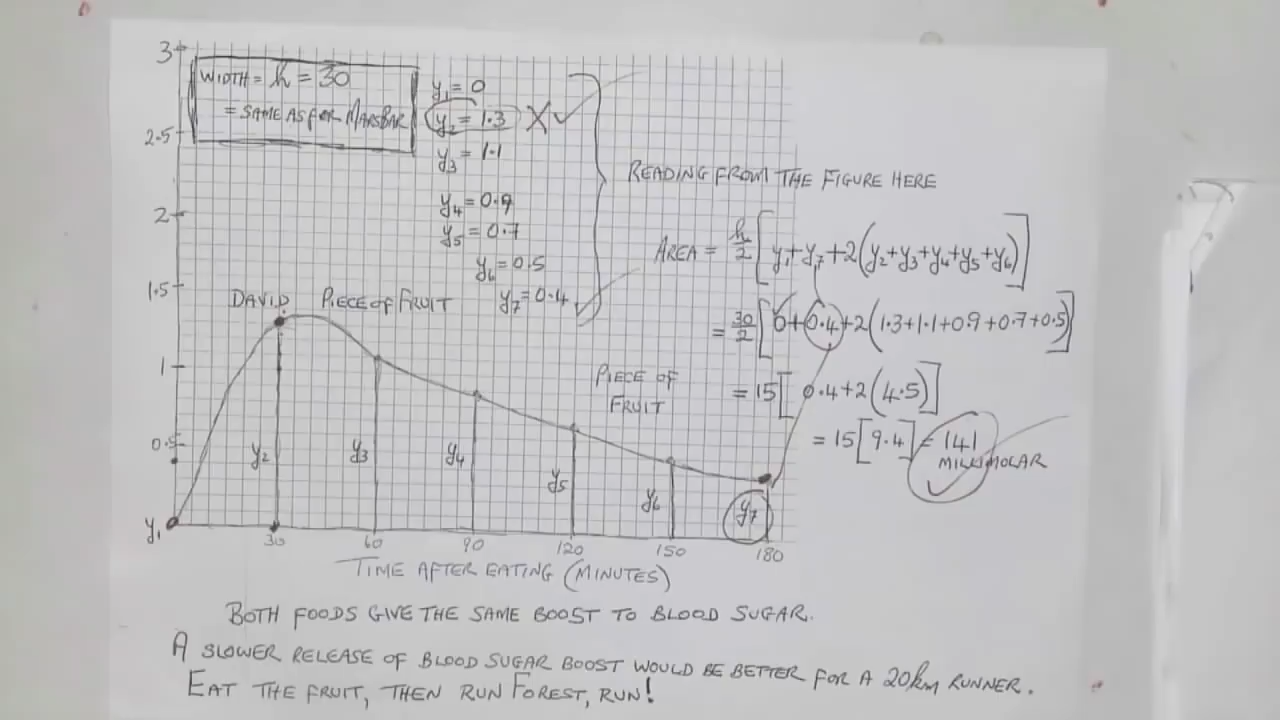 3
WIDTH = h = 30
= SAME AS FOR MARSBAR
2.5
2
1.5
1
0.5
y₁ = 0
y₂ = 1.3 X ✓
y₃ = 1.1
y₄ = 0.9
y₅ = 0.7
y₆ = 0.5
y₇ = 0.4 ✓
READING FROM THE FIGURE HERE
AREA = h/2 [y₁+y₇+2(y₂+y₃+y₄+y₅+y₆)]
= 30/2 [0+0.4+2(1.3+1.1+0.9+0.7+0.5)]
= 15[0.4+2(4.5)]
= 15[9.4] = 141
MILLIMOLAR
DAVID PIECE OF FRUIT
PIECE OF
FRUIT
y₁ y₂ y₃ y₄ y₅ y₆ y₇
30 60 90 120 150 180
TIME AFTER EATING (MINUTES)
BOTH FOODS GIVE THE SAME BOOST TO BLOOD SUGAR.
A SLOWER RELEASE OF BLOOD SUGAR BOOST WOULD BE BETTER FOR A 20km RUNNER.
EAT THE FRUIT, THEN RUN FOREST, RUN!